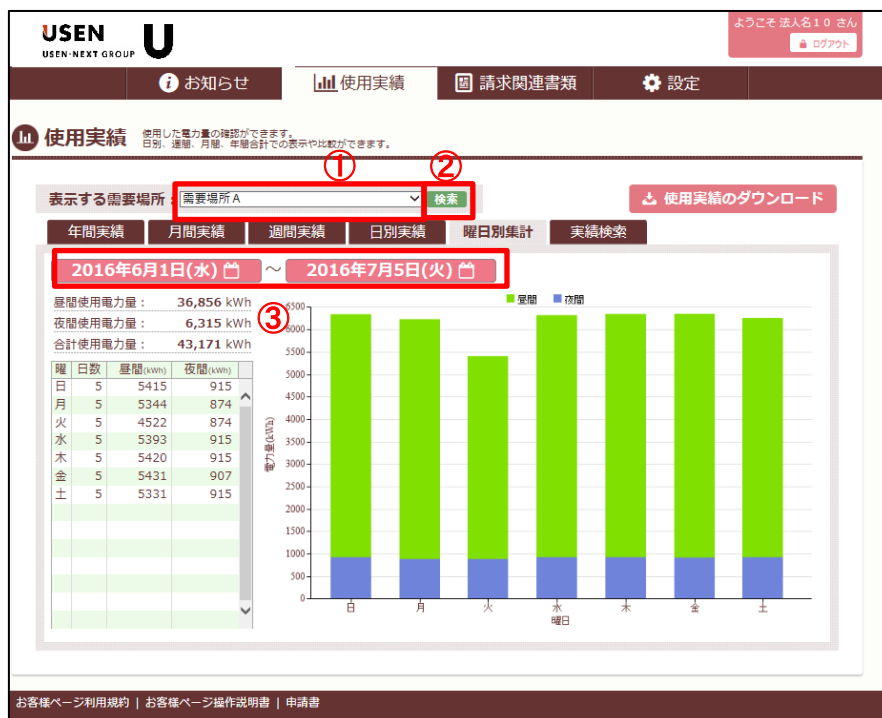 USEN
USEN-NEXT GROUP
U
ようこそ 法人名10 さん
ログアウト
お知らせ 使用実績 請求関連書類 設定
使用実績
使用した電力量の確認ができます。
日別、週間、月間、年間合計での表示や比較ができます。
① ②
表示する需要場所: 需要場所A 検索 使用実績のダウンロード
年間実績 月間実績 週間実績 日別実績 曜日別集計 実績検索
2016年6月1日(水) ～ 2016年7月5日(火)
③
昼間使用電力量: 36,856 kWh
夜間使用電力量: 6,315 kWh
合計使用電力量: 43,171 kWh
曜 日数 昼間(kWh) 夜間(kWh)
日 5 5415 915
月 5 5344 874
火 5 4522 874
水 5 5393 915
木 5 5420 915
金 5 5431 907
土 5 5331 915
昼間 夜間
6500
6000
5500
5000
4500
4000
3500
3000
2500
2000
1500
1000
500
0
電力量(kWh)
日 月 火 水 木 金 土
曜日
お客様ページ利用規約 | お客様ページ操作説明書 | 申請書